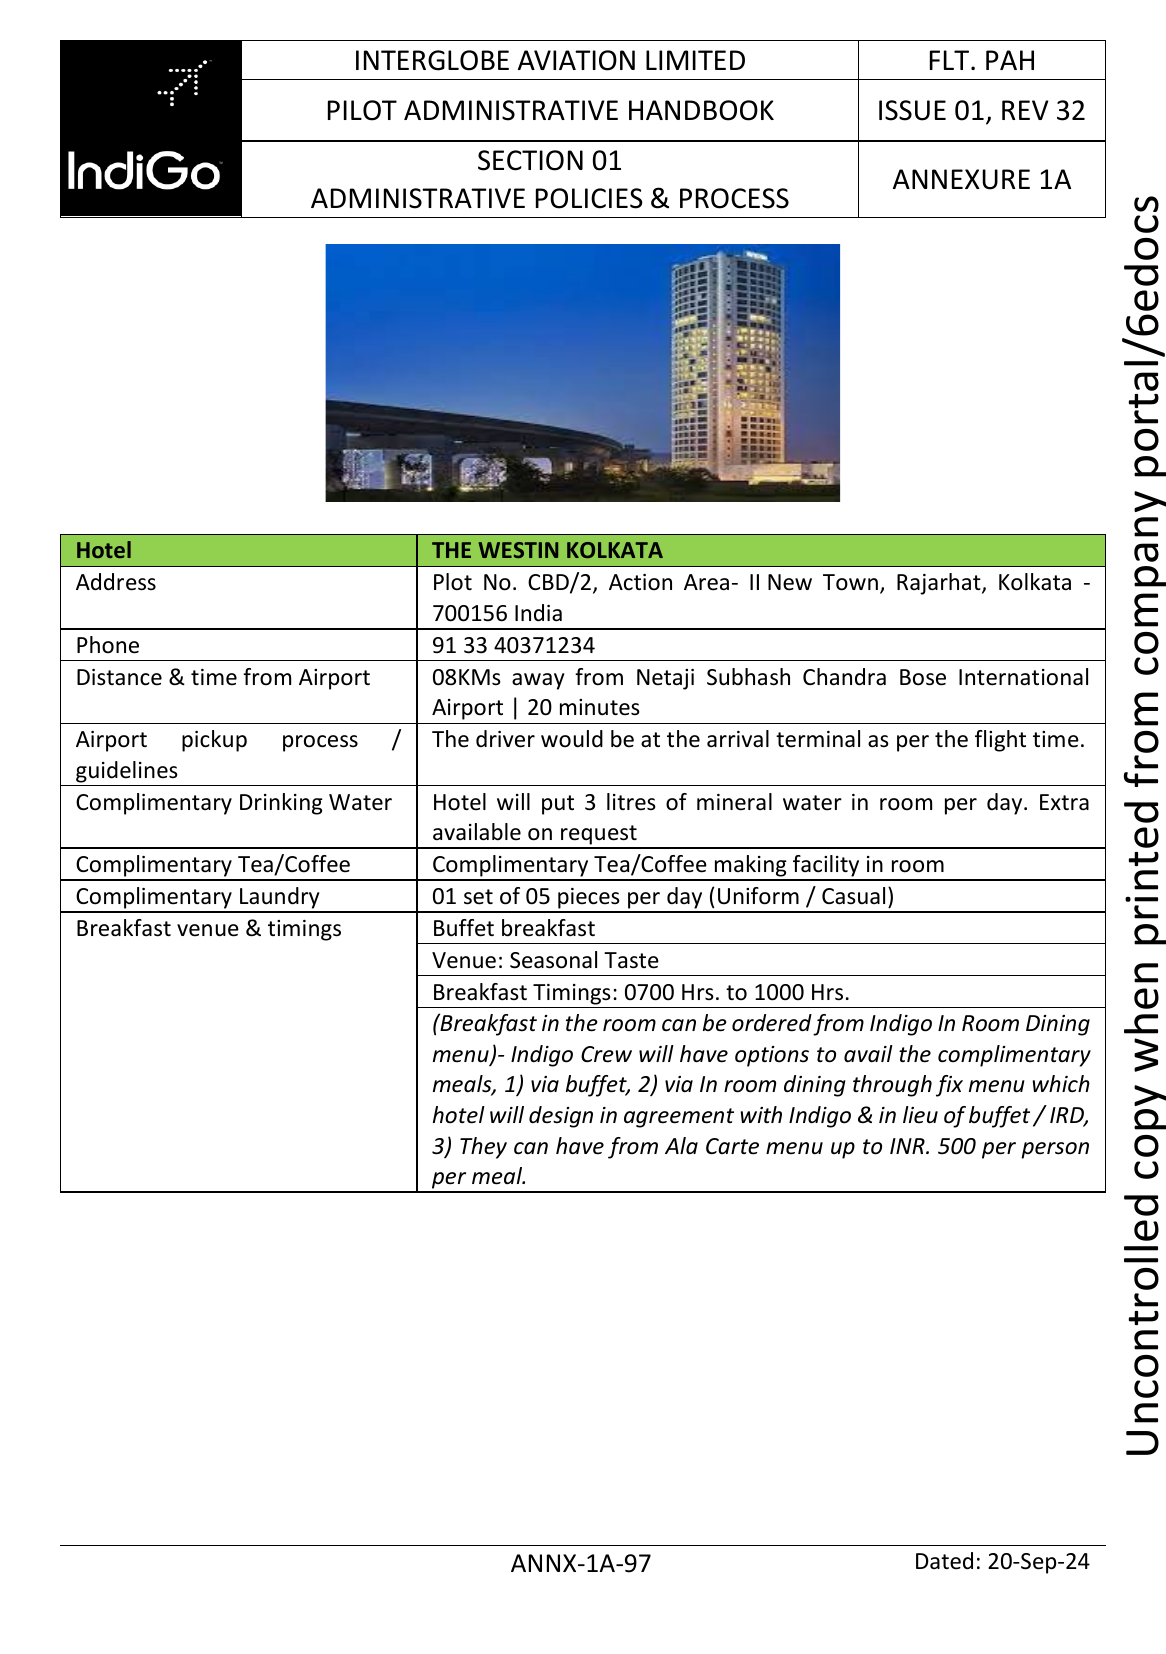 IndiGo
INTERGLOBE AVIATION LIMITED
FLT. PAH
PILOT ADMINISTRATIVE HANDBOOK
ISSUE 01, REV 32
SECTION 01
ADMINISTRATIVE POLICIES & PROCESS
ANNEXURE 1A
Hotel
THE WESTIN KOLKATA
Address
Plot No. CBD/2, Action Area- II New Town, Rajarhat, Kolkata -
700156 India
Phone
91 33 40371234
Distance & time from Airport
08KMs away from Netaji Subhash Chandra Bose International
Airport | 20 minutes
Airport pickup process /
guidelines
The driver would be at the arrival terminal as per the flight time.
Complimentary Drinking Water
Hotel will put 3 litres of mineral water in room per day. Extra
available on request
Complimentary Tea/Coffee
Complimentary Tea/Coffee making facility in room
Complimentary Laundry
01 set of 05 pieces per day (Uniform / Casual)
Breakfast venue & timings
Buffet breakfast
Venue: Seasonal Taste
Breakfast Timings: 0700 Hrs. to 1000 Hrs.
(Breakfast in the room can be ordered from Indigo In Room Dining
menu)- Indigo Crew will have options to avail the complimentary
meals, 1) via buffet, 2) via In room dining through fix menu which
hotel will design in agreement with Indigo & in lieu of buffet / IRD,
3) They can have from Ala Carte menu up to INR. 500 per person
per meal.
ANNX-1A-97
Dated: 20-Sep-24
Uncontrolled copy when printed from company portal/6edocs